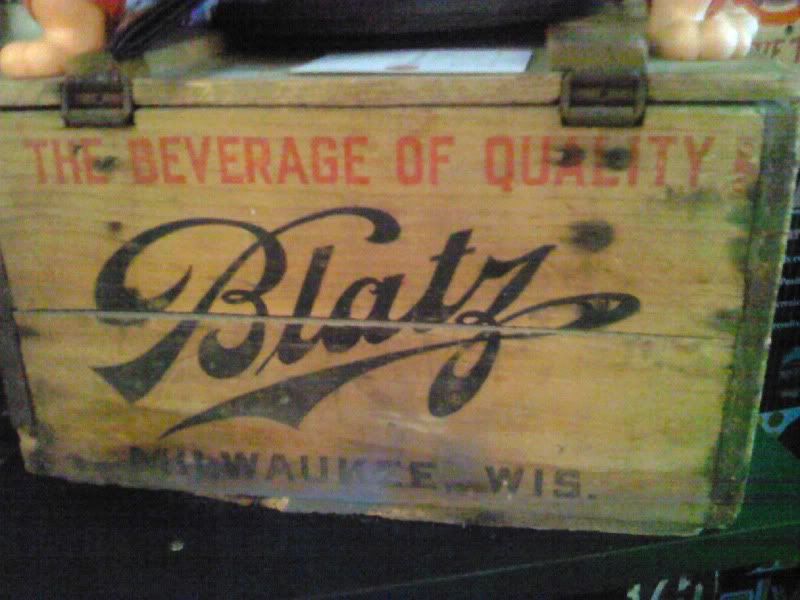 THE BEVERAGE OF QUALITY
Blatz
MILWAUKEE, WIS.